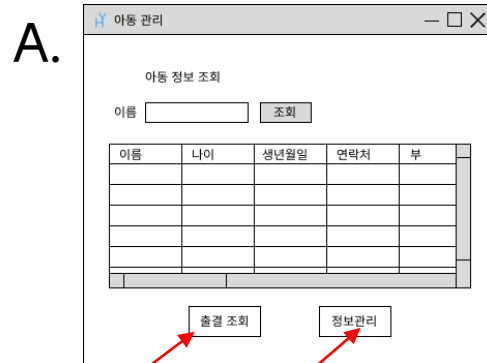 아동 관리
A.
아동 정보 조회
이름 조회
이름 나이 생년월일 연락처 부
출결 조회 정보관리